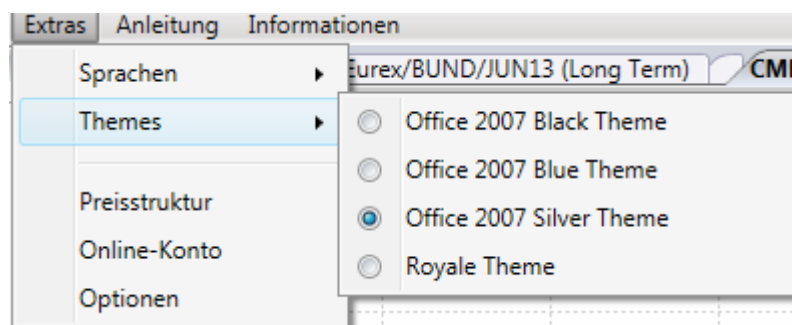 Extras Anleitung Informationen
Sprachen
Eurex/BUND/JUN13 (Long Term)
Themes
Office 2007 Black Theme
Office 2007 Blue Theme
Office 2007 Silver Theme
Royale Theme
Preisstruktur
Online-Konto
Optionen